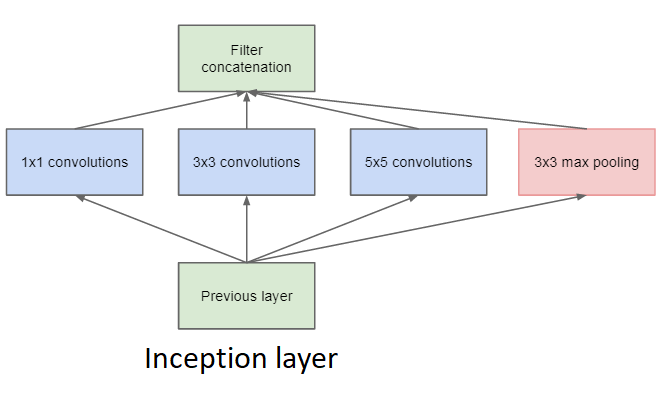 Filter
concatenation
1x1 convolutions
3x3 convolutions
5x5 convolutions
3x3 max pooling
Previous layer
Inception layer